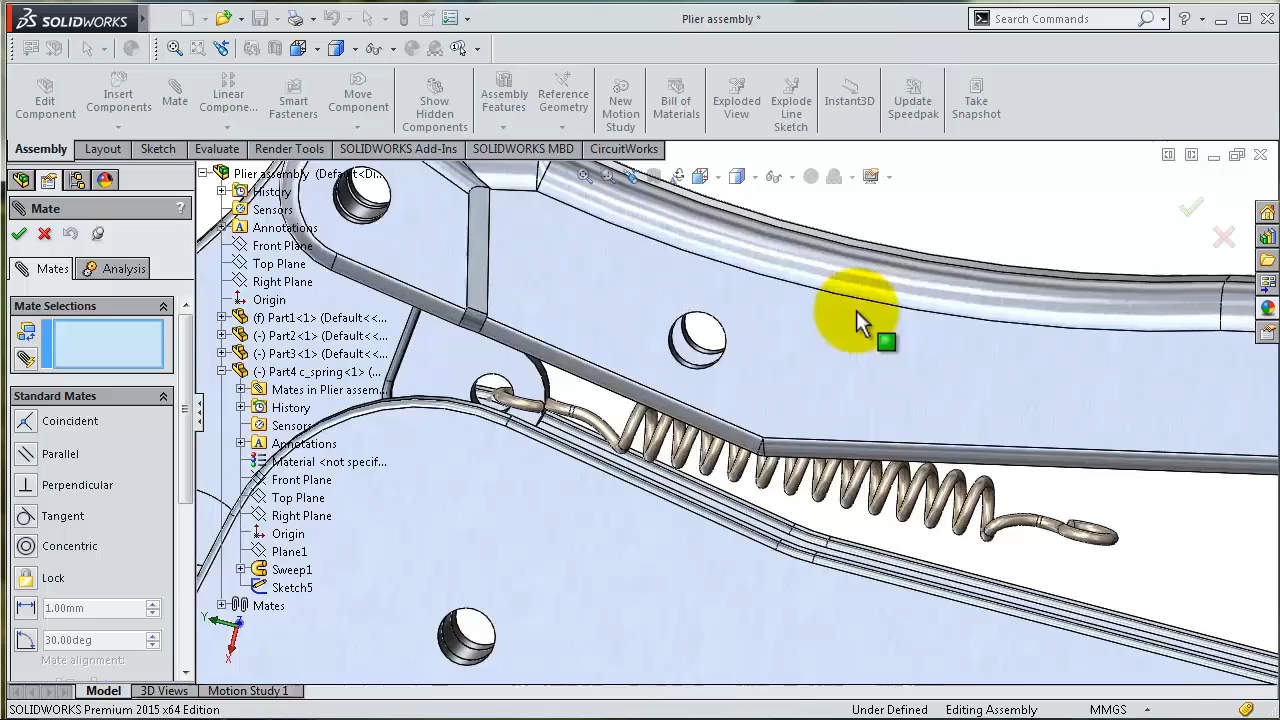 SOLIDWORKS
Plier assembly *
Search Commands
Edit Component
Insert Components
Mate
Linear Compone...
Smart Fasteners
Move Component
Show Hidden Components
Assembly Features
Reference Geometry
New Motion Study
Bill of Materials
Exploded View
Explode Line Sketch
Instant3D
Update Speedpak
Take Snapshot
Assembly
Layout
Sketch
Evaluate
Render Tools
SOLIDWORKS Add-Ins
SOLIDWORKS MBD
CircuitWorks
Mate
?
Mates
Analysis
Mate Selections
Standard Mates
Coincident
Parallel
Perpendicular
Tangent
Concentric
Lock
1.00mm
30.00deg
Mate alignment:
Plier assembly (Default<Di...
History
Sensors
Annotations
Front Plane
Top Plane
Right Plane
Origin
(f) Part1<1> (Default<<...
(-) Part2<1> (Default<<...
(-) Part3<1> (Default<<...
(-) Part4 c_spring<1> (...
Mates in Plier assem...
History
Sensors
Annotations
Material <not specif...
Front Plane
Top Plane
Right Plane
Origin
Plane1
Sweep1
Sketch5
Mates
Y
Z
X
Model
3D Views
Motion Study 1
SOLIDWORKS Premium 2015 x64 Edition
Under Defined
Editing Assembly
MMGS